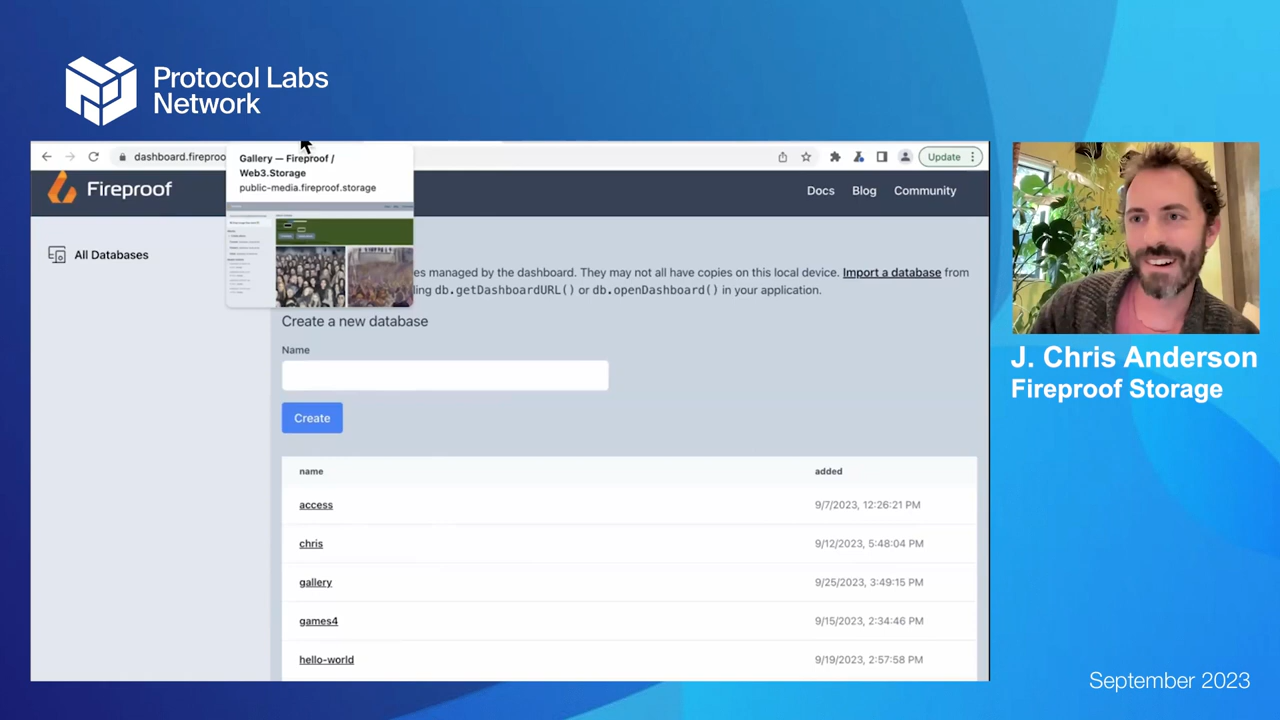 Protocol Labs
Network
dashboard.fireproo
Update
Gallery — Fireproof /
Web3.Storage
public-media.fireproof.storage
Fireproof
Docs
Blog
Community
All Databases
es managed by the dashboard. They may not all have copies on this local device. Import a database from
ling db.getDashboardURL() or db.openDashboard() in your application.
Create a new database
Name
Create
name
added
access
9/7/2023, 12:26:21 PM
chris
9/12/2023, 5:48:04 PM
gallery
9/25/2023, 3:49:15 PM
games4
9/15/2023, 2:34:46 PM
hello-world
9/19/2023, 2:57:58 PM
J. Chris Anderson
Fireproof Storage
September 2023